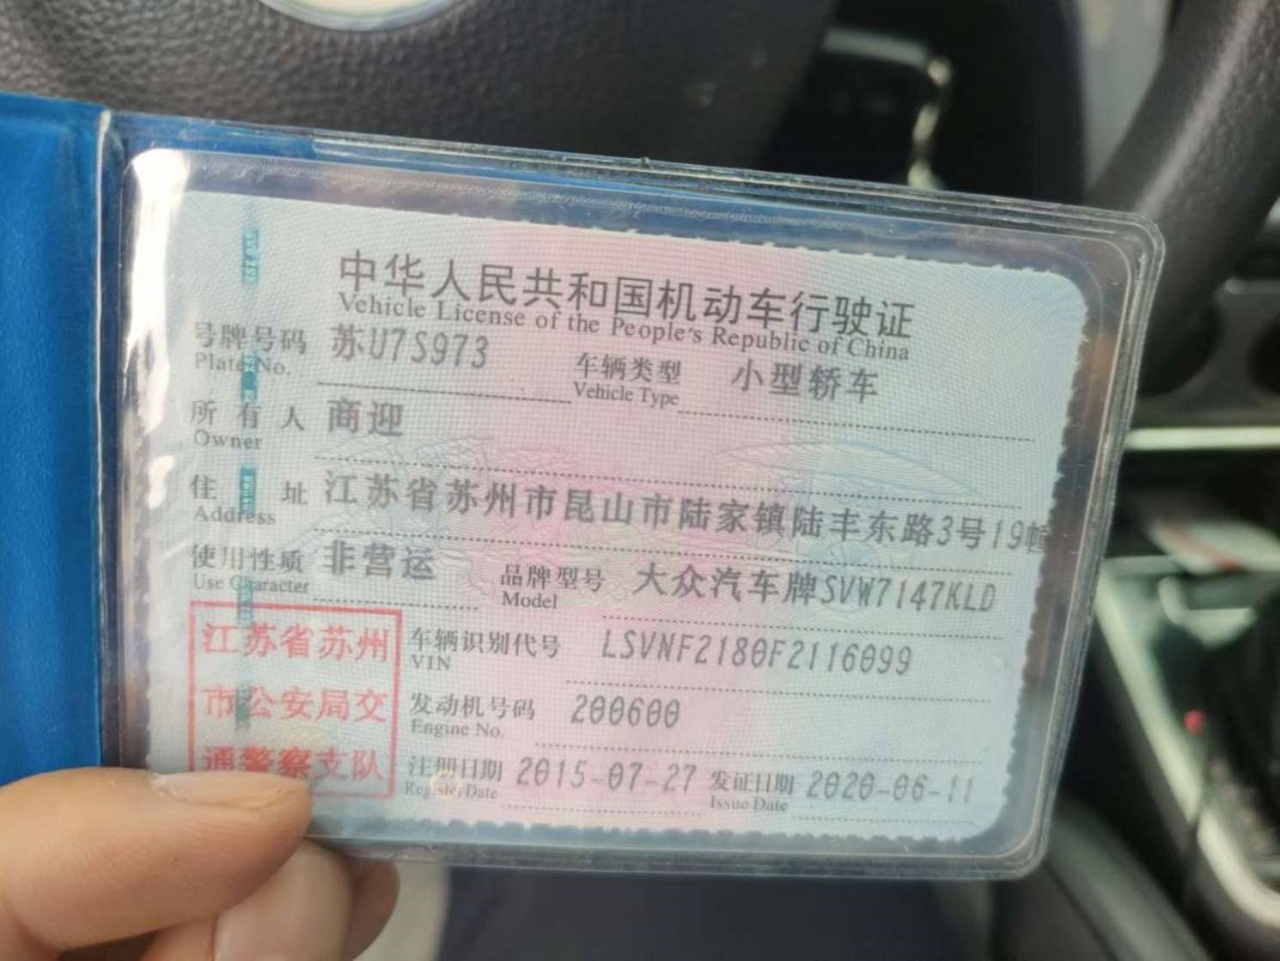 中华人民共和国机动车行驶证
Vehicle License of the People's Republic of China
号牌号码 苏U7S973 车辆类型 小型轿车
Plate No. Vehicle Type
所有人 商迎
Owner
住址 江苏省苏州市昆山市陆家镇陆丰东路3号19幢
Address
使用性质 非营运 品牌型号 大众汽车牌SVW7147KLD
Use Character Model
江苏省苏州
市公安局交
通警察支队
车辆识别代号 LSVNF2180F2116099
VIN
发动机号码 200600
Engine No.
注册日期 2015-07-27 发证日期 2020-06-11
Register Date Issue Date